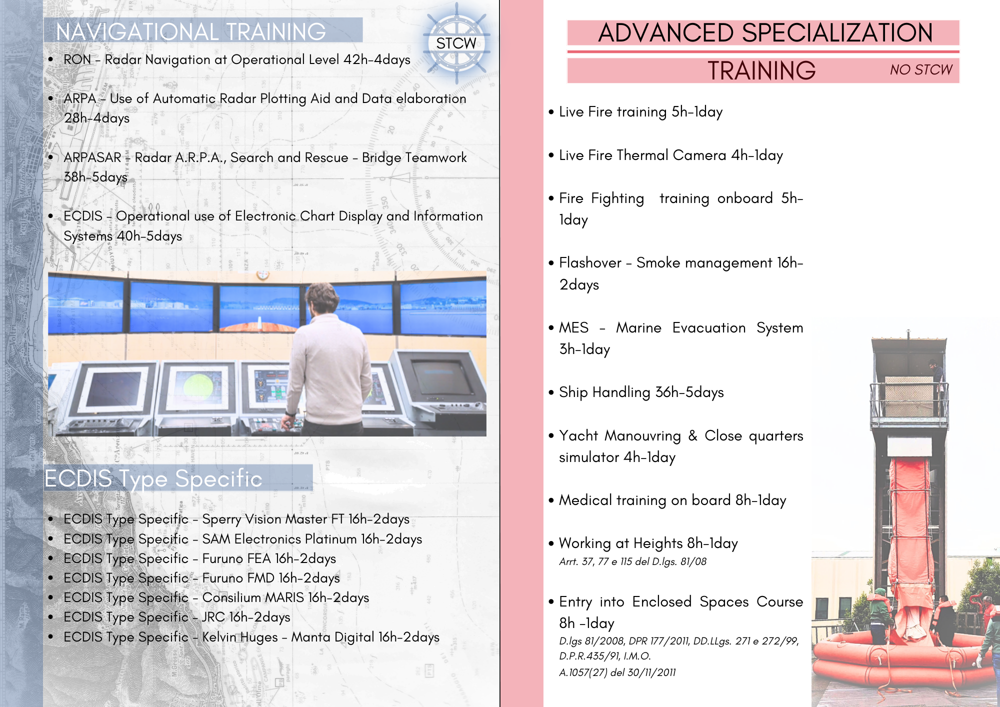 NAVIGATIONAL TRAINING
STCW
• RON - Radar Navigation at Operational Level 42h-4days
• ARPA - Use of Automatic Radar Plotting Aid and Data elaboration
28h-4days
• ARPASAR - Radar A.R.P.A., Search and Rescue - Bridge Teamwork
38h-5days
• ECDIS - Operational use of Electronic Chart Display and Information
Systems 40h-5days
ECDIS Type Specific
• ECDIS Type Specific - Sperry Vision Master FT 16h-2days
• ECDIS Type Specific - SAM Electronics Platinum 16h-2days
• ECDIS Type Specific - Furuno FEA 16h-2days
• ECDIS Type Specific - Furuno FMD 16h-2days
• ECDIS Type Specific - Consilium MARIS 16h-2days
• ECDIS Type Specific - JRC 16h-2days
• ECDIS Type Specific - Kelvin Huges - Manta Digital 16h-2days
ADVANCED SPECIALIZATION
TRAINING NO STCW
• Live Fire training 5h-1day
• Live Fire Thermal Camera 4h-1day
• Fire Fighting training onboard 5h-
1day
• Flashover - Smoke management 16h-
2days
• MES - Marine Evacuation System
3h-1day
• Ship Handling 36h-5days
• Yacht Manouvring & Close quarters
simulator 4h-1day
• Medical training on board 8h-1day
• Working at Heights 8h-1day
Arrt. 37, 77 e 115 del D.lgs. 81/08
• Entry into Enclosed Spaces Course
8h -1day
D.lgs 81/2008, DPR 177/2011, DD.LLgs. 271 e 272/99,
D.P.R.435/91, I.M.O.
A.1057(27) del 30/11/2011